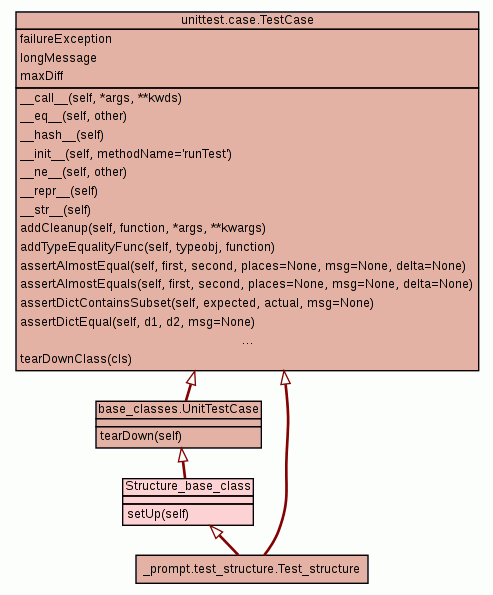 unittest.case.TestCase
failureException
longMessage
maxDiff
__call__(self, *args, **kwds)
__eq__(self, other)
__hash__(self)
__init__(self, methodName='runTest')
__ne__(self, other)
__repr__(self)
__str__(self)
addCleanup(self, function, *args, **kwargs)
addTypeEqualityFunc(self, typeobj, function)
assertAlmostEqual(self, first, second, places=None, msg=None, delta=None)
assertAlmostEquals(self, first, second, places=None, msg=None, delta=None)
assertDictContainsSubset(self, expected, actual, msg=None)
assertDictEqual(self, d1, d2, msg=None)
...
tearDownClass(cls)
base_classes.UnitTestCase
tearDown(self)
Structure_base_class
setUp(self)
_prompt.test_structure.Test_structure